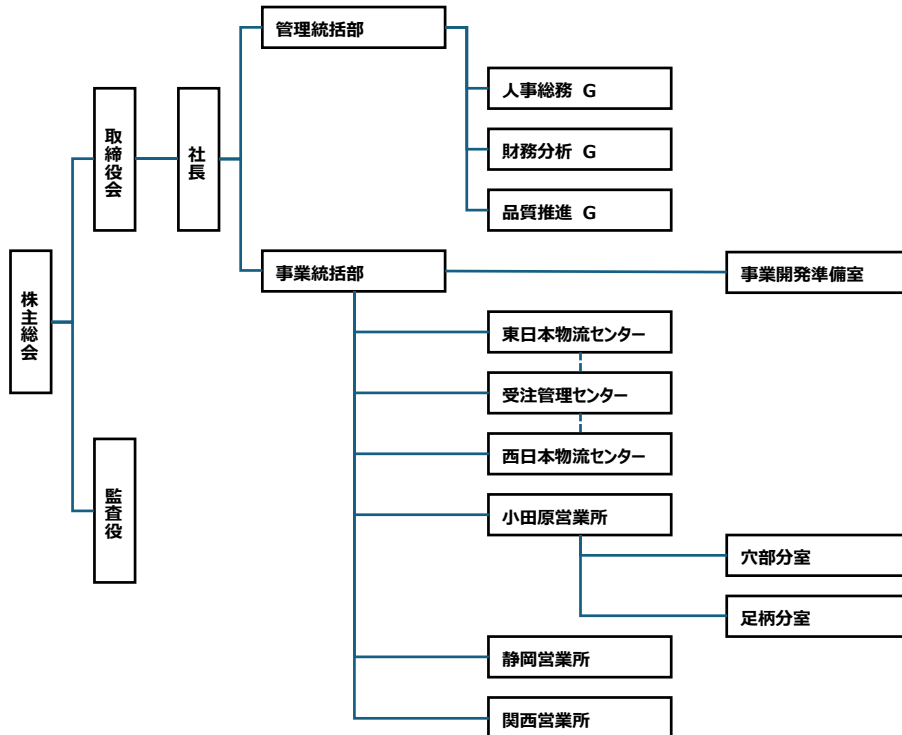 管理統括部
人事総務 G
取締役会
社長
財務分析 G
品質推進 G
事業統括部
事業開発準備室
株主総会
東日本物流センター
受注管理センター
西日本物流センター
監査役
小田原営業所
穴部分室
足柄分室
静岡営業所
関西営業所